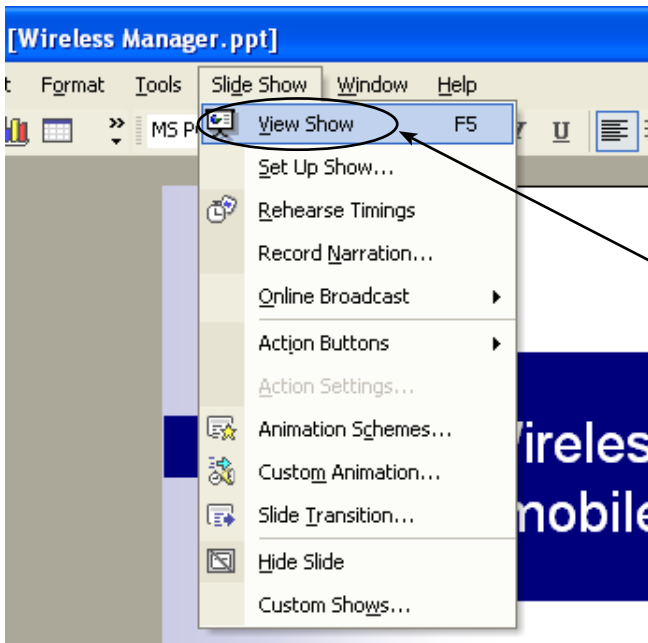 [Wireless Manager.ppt]
t Format Tools Slide Show Window Help
» MS P U
View Show F5
Set Up Show...
Rehearse Timings
Record Narration...
Online Broadcast
Action Buttons
Action Settings...
Animation Schemes...
Custom Animation...
Slide Transition...
Hide Slide
Custom Shows...
ireles
mobile